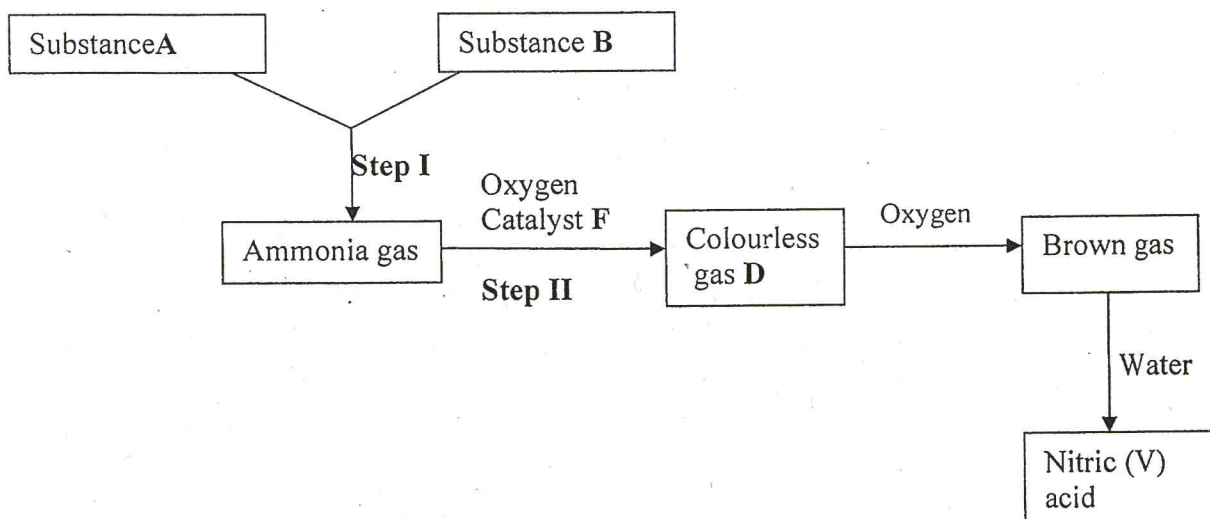 SubstanceA
Substance B
Step I
Oxygen
Catalyst F
Step II
Ammonia gas
Colourless
gas D
Oxygen
Brown gas
Water
Nitric (V)
acid